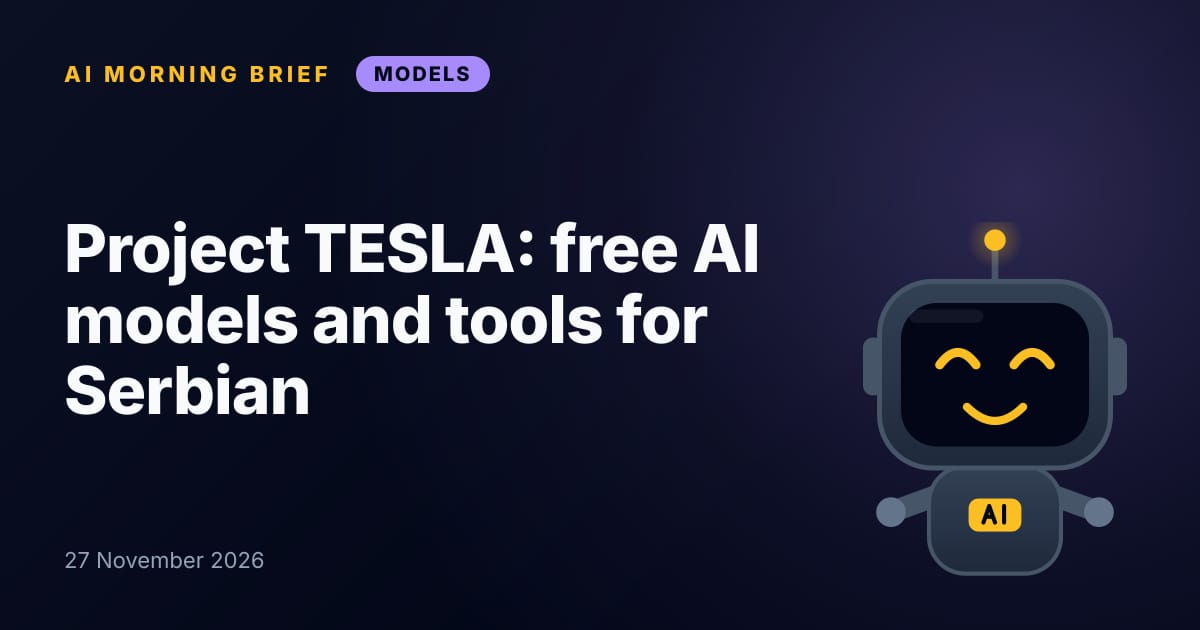 AI MORNING BRIEF
MODELS
Project TESLA: free AI
models and tools for
Serbian
AI
27 November 2026